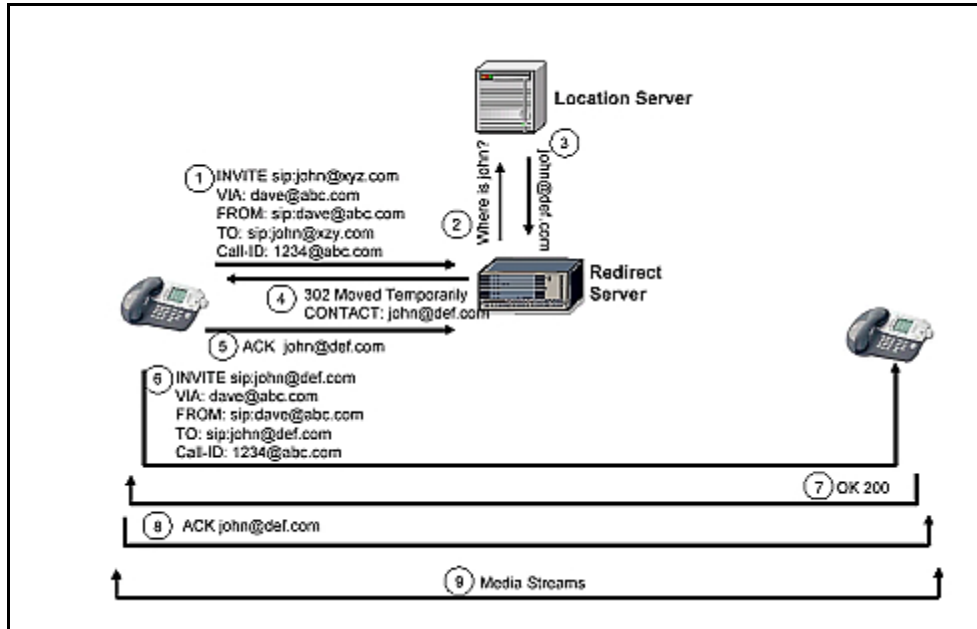 Location Server
3
john@def.com
Where is john?
2
1 INVITE sip:john@xyz.com
VIA: dave@abc.com
FROM: sip:dave@abc.com
TO: sip:john@xzy.com
Call-ID: 1234@abc.com
Redirect
Server
4 302 Moved Temporarily
CONTACT: john@def.com
5 ACK john@def.com
6 INVITE sip:john@def.com
VIA: dave@abc.com
FROM: sip:dave@abc.com
TO: sip:john@def.com
Call-ID: 1234@abc.com
7 OK 200
8 ACK john@def.com
9 Media Streams